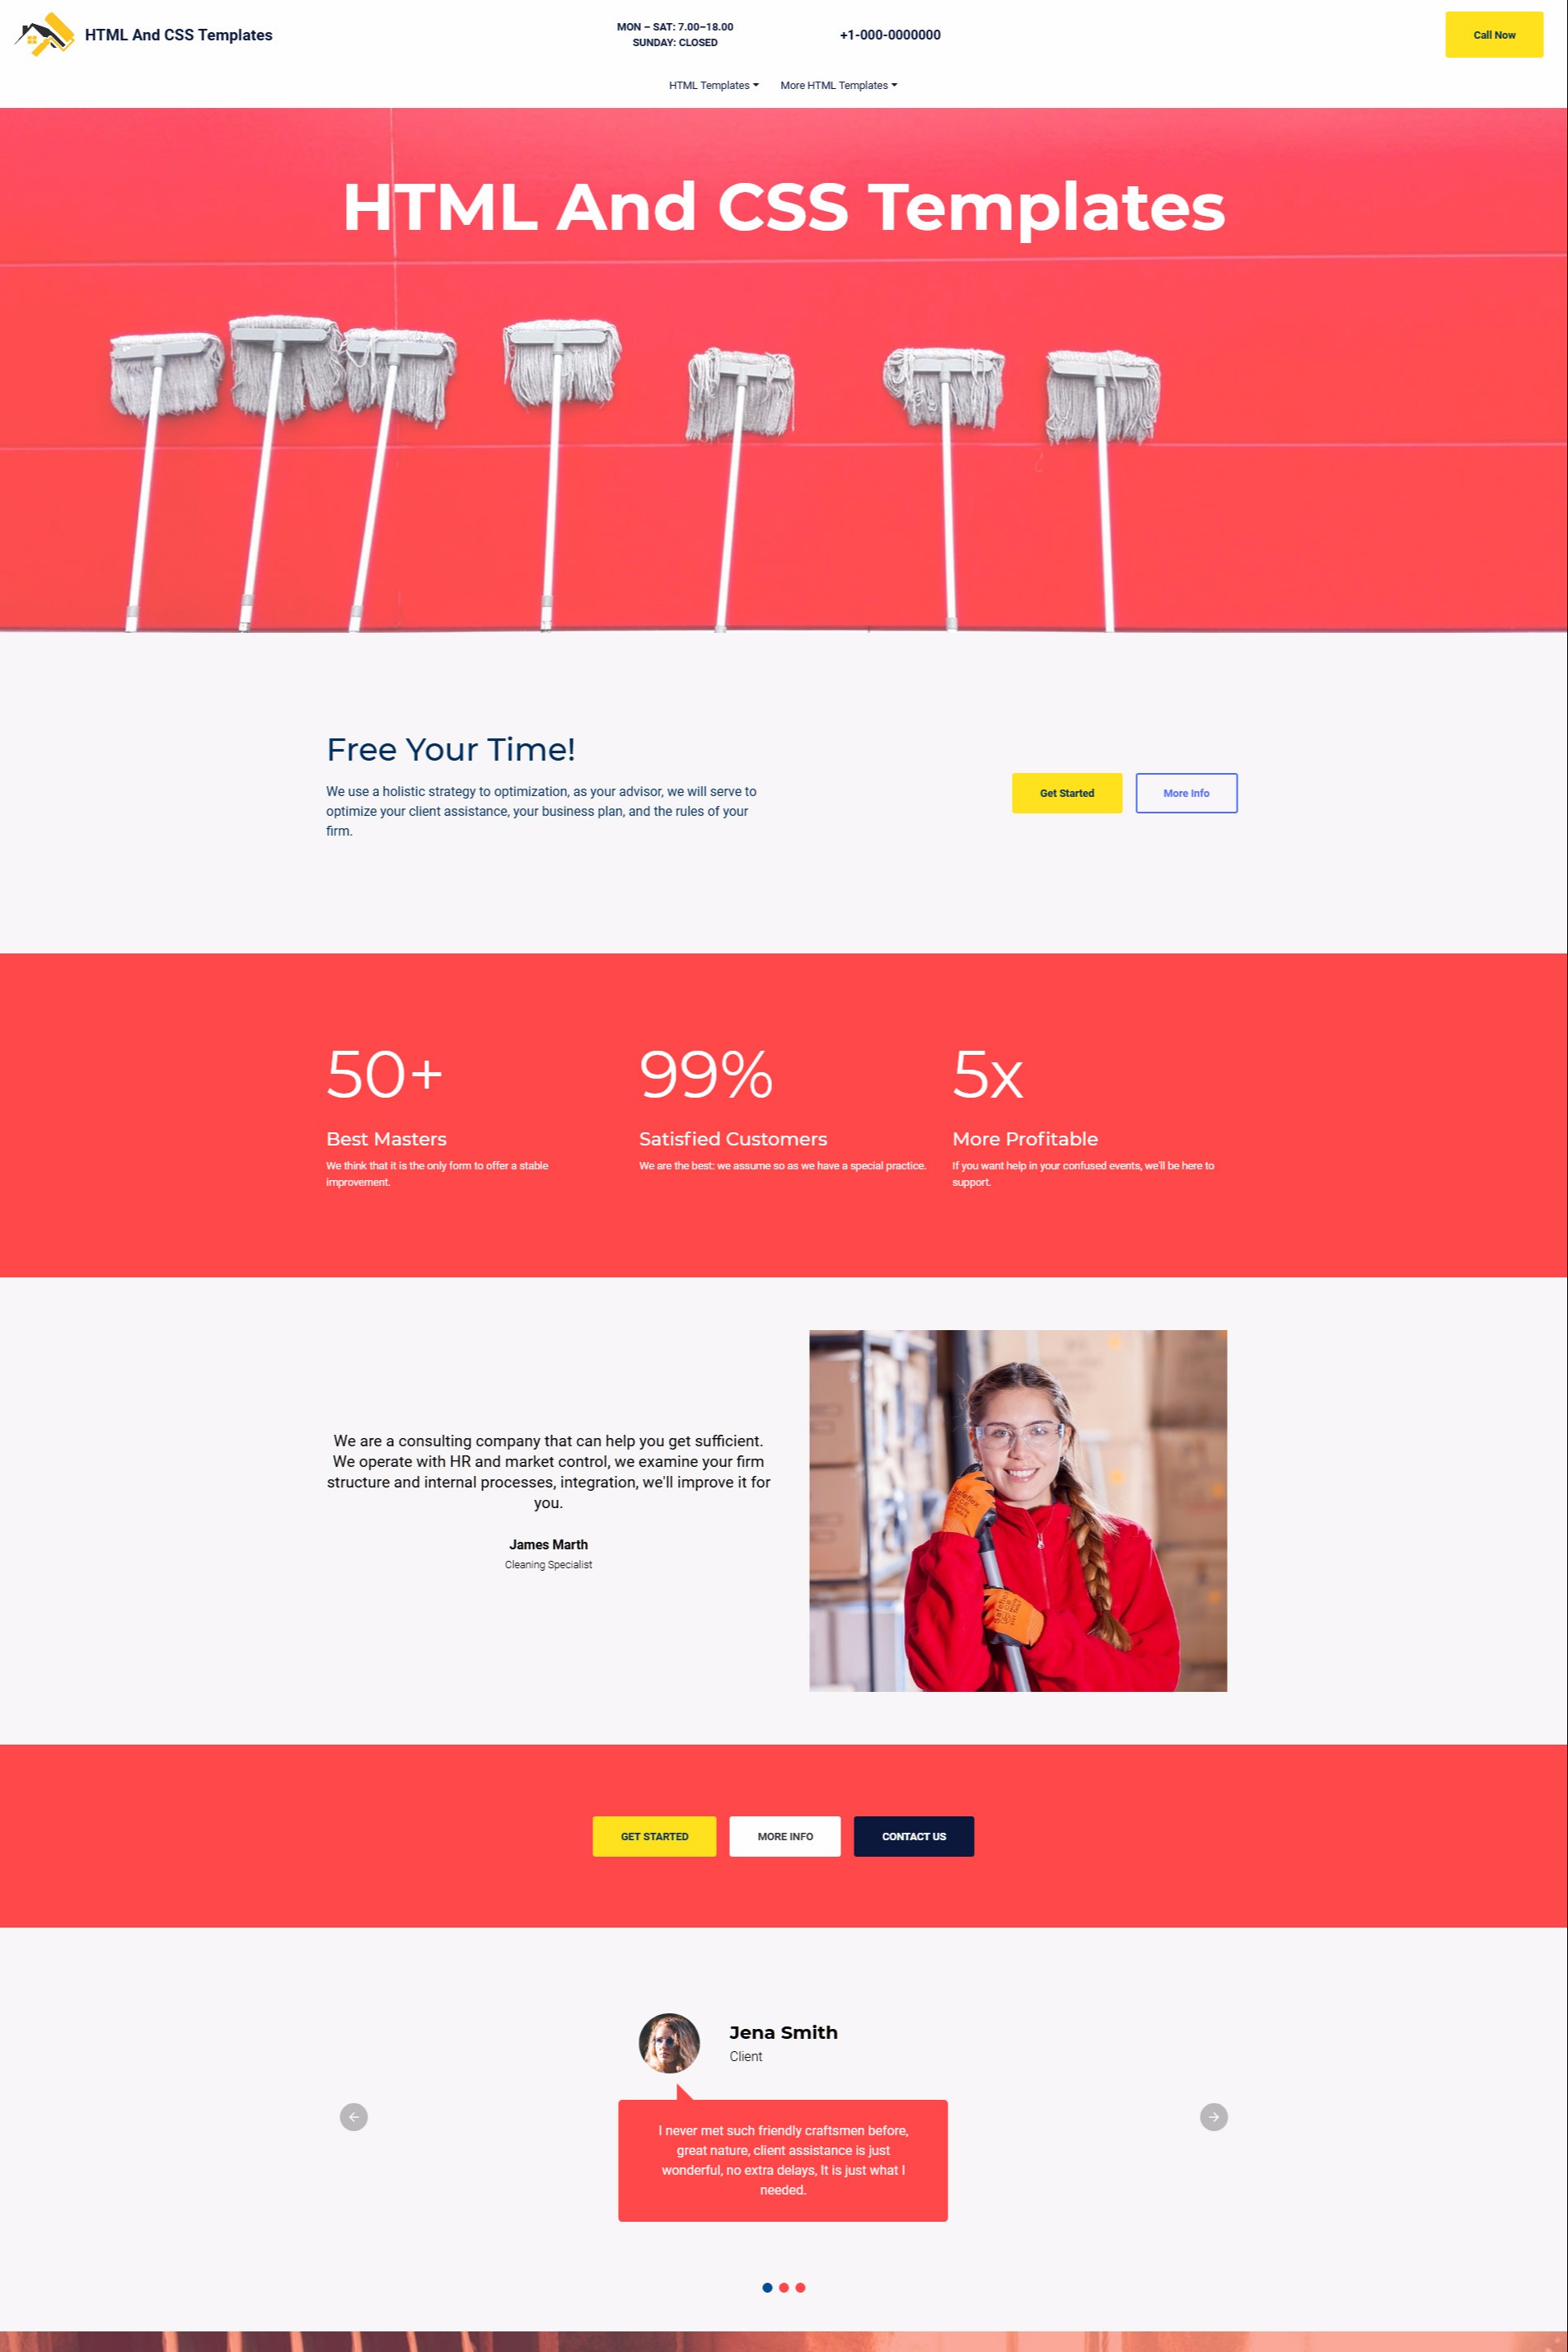 HTML And CSS Templates
MON – SAT: 7.00–18.00
SUNDAY: CLOSED
+1-000-0000000
Call Now
HTML Templates
More HTML Templates
HTML And CSS Templates
Free Your Time!
We use a holistic strategy to optimization, as your advisor, we will serve to
optimize your client assistance, your business plan, and the rules of your
firm.
Get Started
More Info
50+
Best Masters
We think that it is the only form to offer a stable
improvement.
99%
Satisfied Customers
We are the best: we assume so as we have a special practice.
5x
More Profitable
If you want help in your confused events, we'll be here to
support.
We are a consulting company that can help you get sufficient.
We operate with HR and market control, we examine your firm
structure and internal processes, integration, we'll improve it for
you.
James Marth
Cleaning Specialist
GET STARTED
MORE INFO
CONTACT US
Jena Smith
Client
I never met such friendly craftsmen before,
great nature, client assistance is just
wonderful, no extra delays, It is just what I
needed.